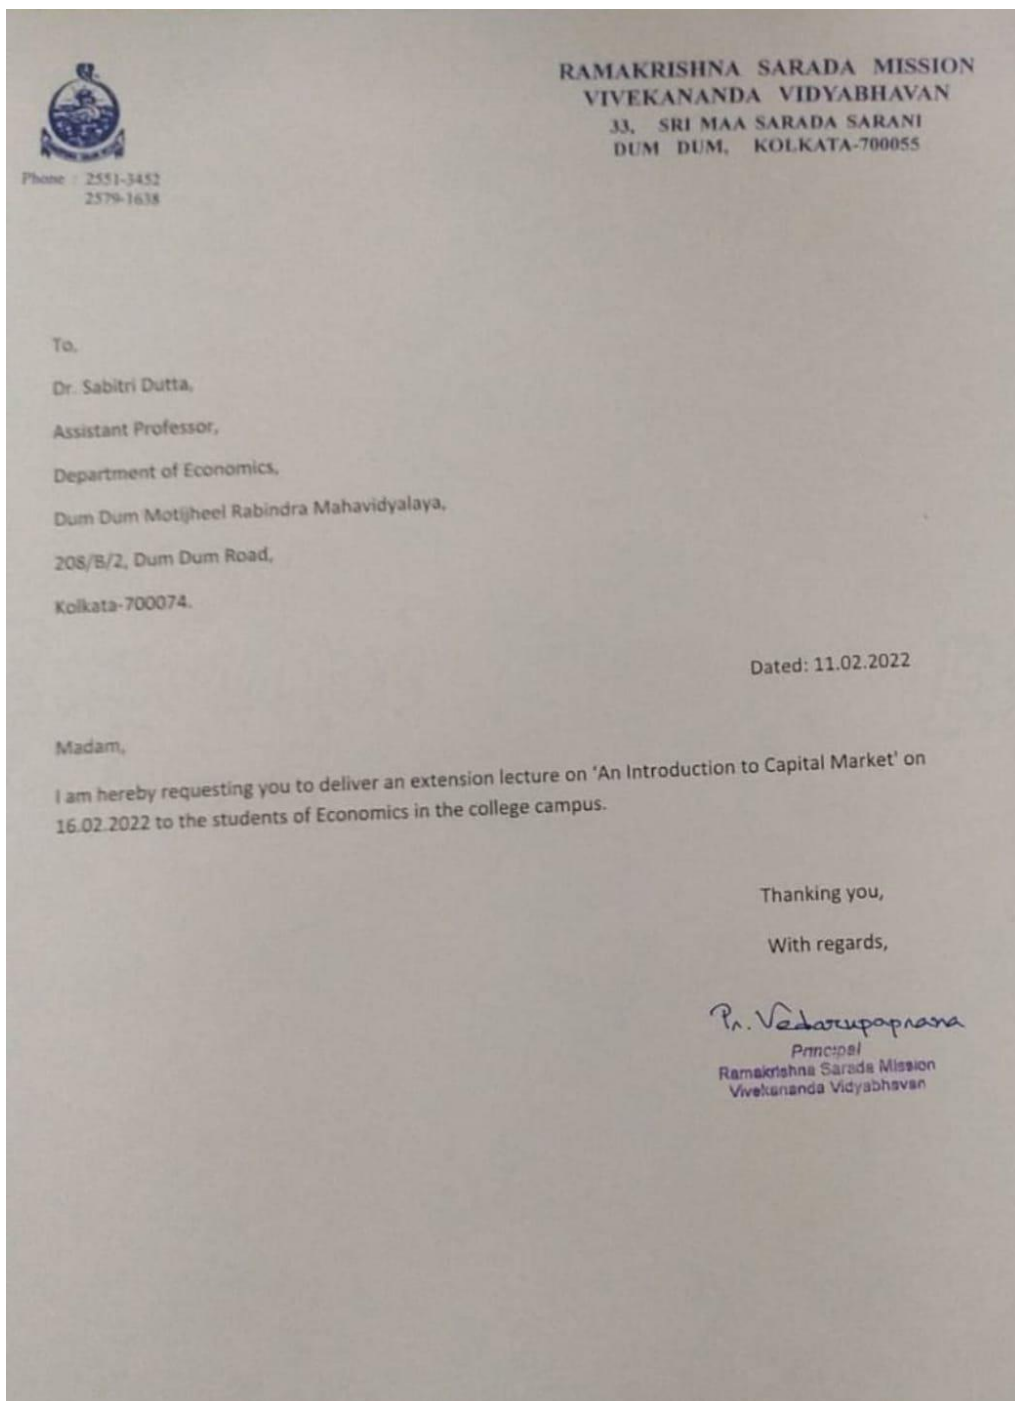 RAMAKRISHNA SARADA MISSION
VIVEKANANDA VIDYABHAVAN
33, SRI MAA SARADA SARANI
DUM DUM, KOLKATA-700055
Phone : 2551-3452
2579-1638
To,
Dr. Sabitri Dutta,
Assistant Professor,
Department of Economics,
Dum Dum Motijheel Rabindra Mahavidyalaya,
208/B/2, Dum Dum Road,
Kolkata-700074.
Dated: 11.02.2022
Madam,
I am hereby requesting you to deliver an extension lecture on ‘An Introduction to Capital Market' on
16.02.2022 to the students of Economics in the college campus.
Thanking you,
With regards,
Pr. Vedarupaprana
Principal
Ramakrishna Sarada Mission
Vivekananda Vidyabhavan